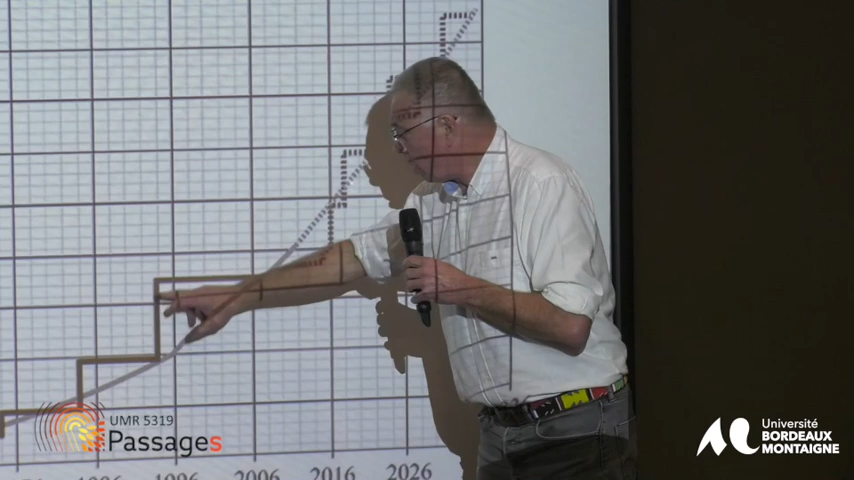 UMR 5319
Passages
Université
BORDEAUX
MONTAIGNE
1996 2006 2016 2026